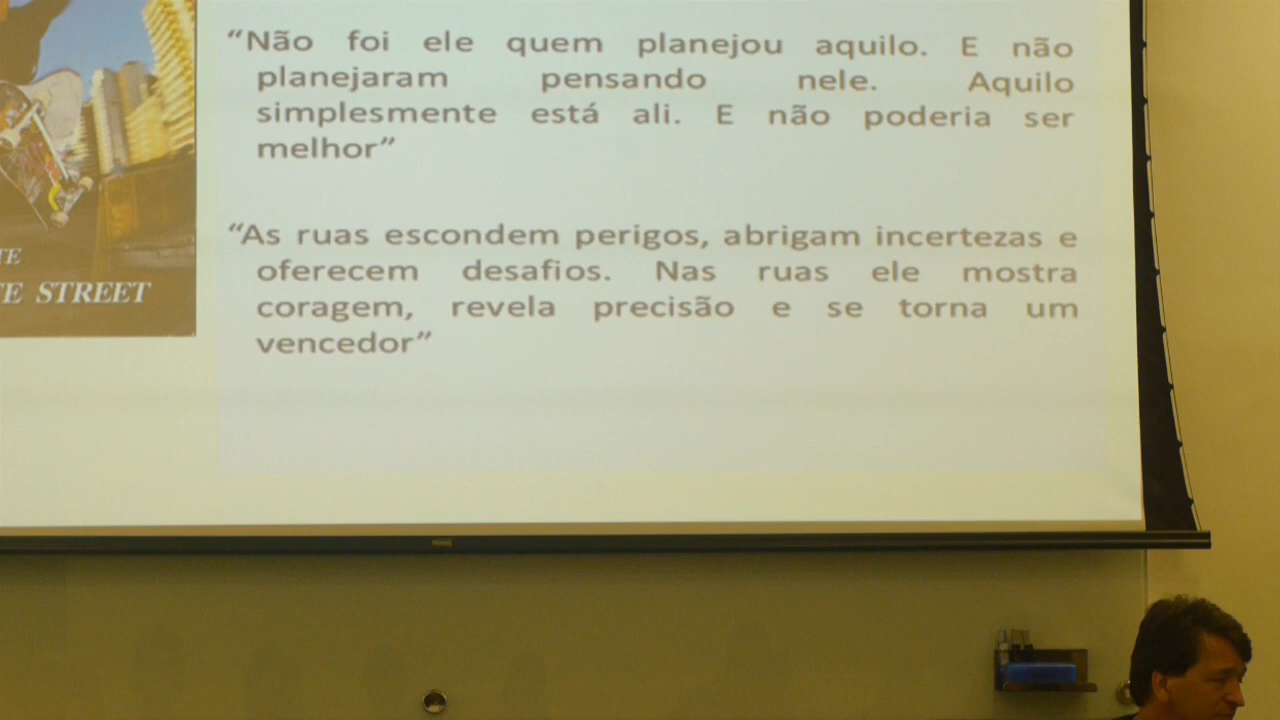 “Não foi ele quem planejou aquilo. E não
planejaram pensando nele. Aquilo
simplesmente está ali. E não poderia ser
melhor”
“As ruas escondem perigos, abrigam incertezas e
oferecem desafios. Nas ruas ele mostra
coragem, revela precisão e se torna um
vencedor”
STREET